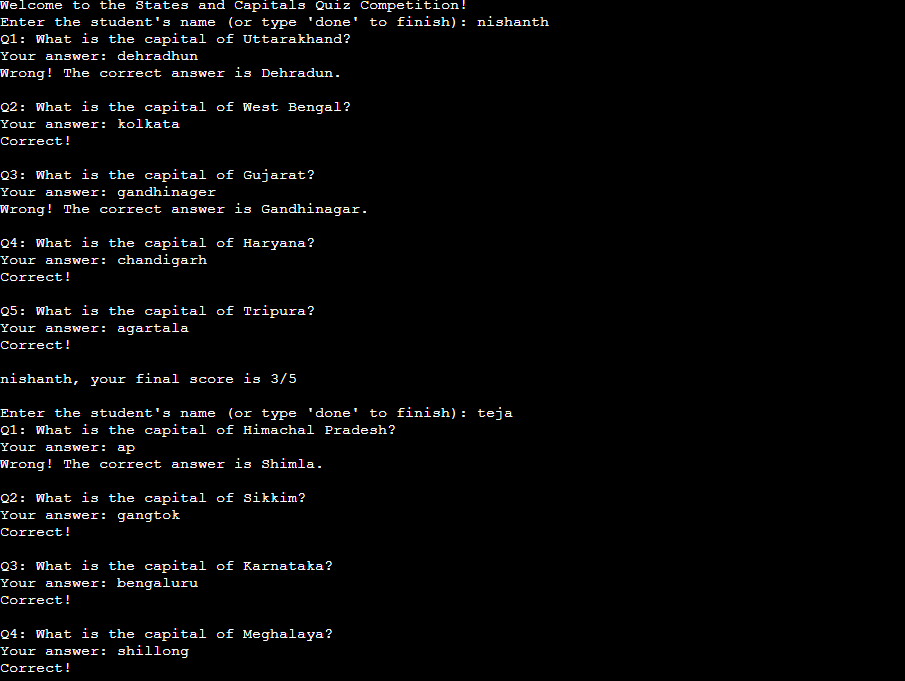 Welcome to the States and Capitals Quiz Competition!
Enter the student's name (or type 'done' to finish): nishanth
Q1: What is the capital of Uttarakhand?
Your answer: dehradhun
Wrong! The correct answer is Dehradun.
Q2: What is the capital of West Bengal?
Your answer: kolkata
Correct!
Q3: What is the capital of Gujarat?
Your answer: gandhinager
Wrong! The correct answer is Gandhinagar.
Q4: What is the capital of Haryana?
Your answer: chandigarh
Correct!
Q5: What is the capital of Tripura?
Your answer: agartala
Correct!
nishanth, your final score is 3/5
Enter the student's name (or type 'done' to finish): teja
Q1: What is the capital of Himachal Pradesh?
Your answer: ap
Wrong! The correct answer is Shimla.
Q2: What is the capital of Sikkim?
Your answer: gangtok
Correct!
Q3: What is the capital of Karnataka?
Your answer: bengaluru
Correct!
Q4: What is the capital of Meghalaya?
Your answer: shillong
Correct!